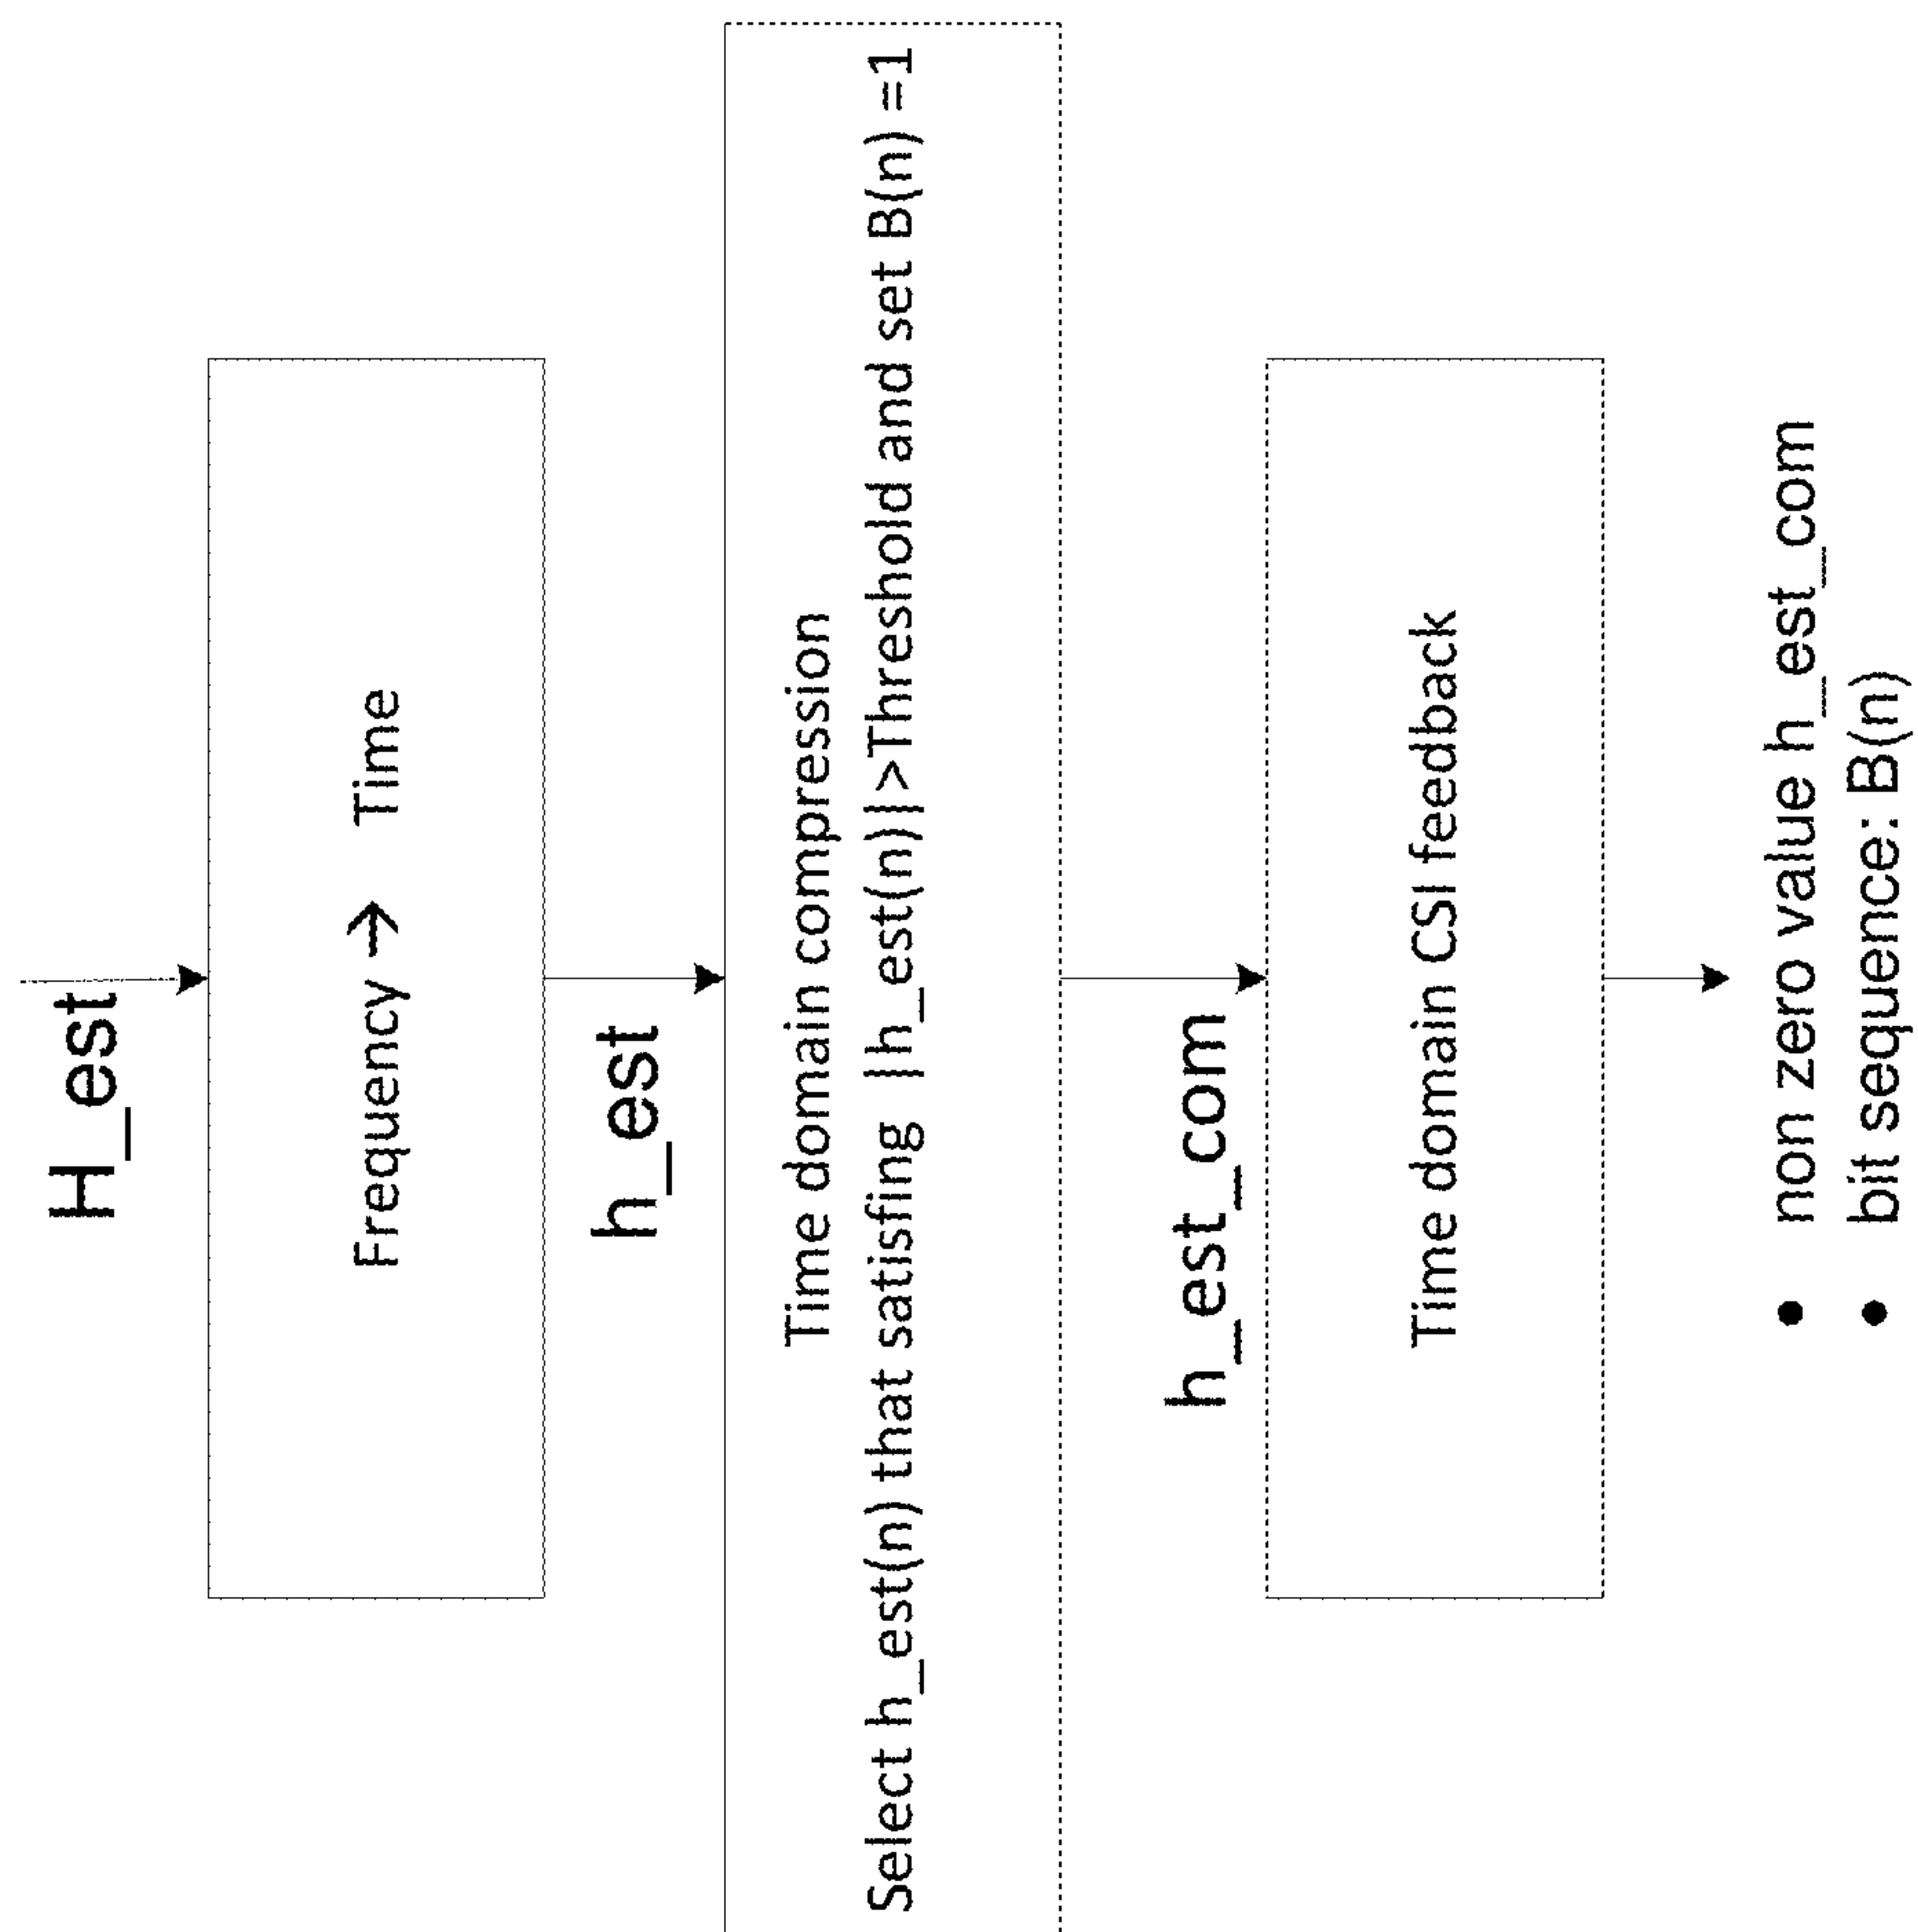 H_est
Frequency → Time
h_est
Time domain compression
Select h_est(n) that satisfing |h_est(n)|>Threshold and set B(n) =1
h_est_com
Time domain CSI feedback
• non zero value h_est_com
• bit sequence: B(n)